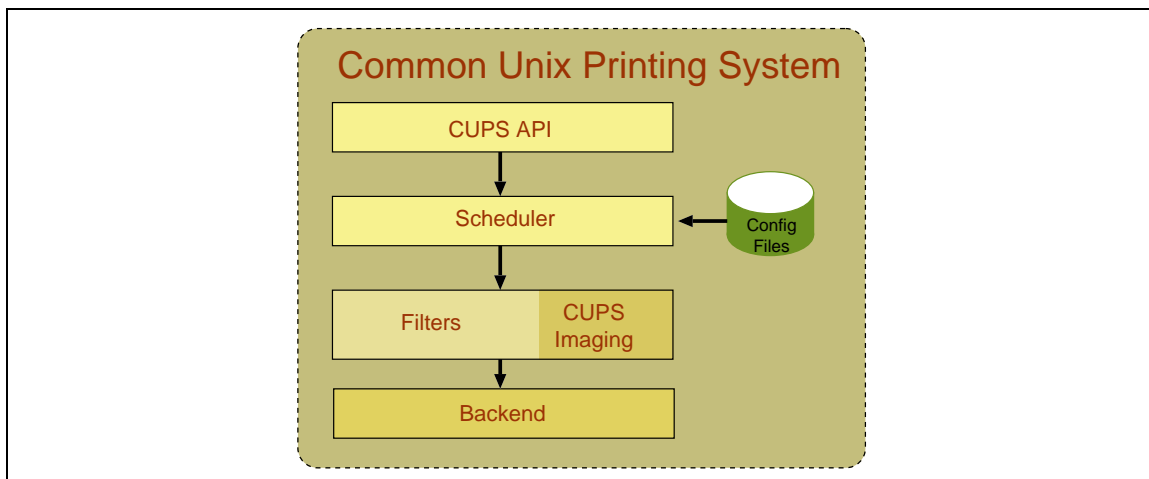 Common Unix Printing System
CUPS API
Scheduler
Config
Files
Filters
CUPS
Imaging
Backend